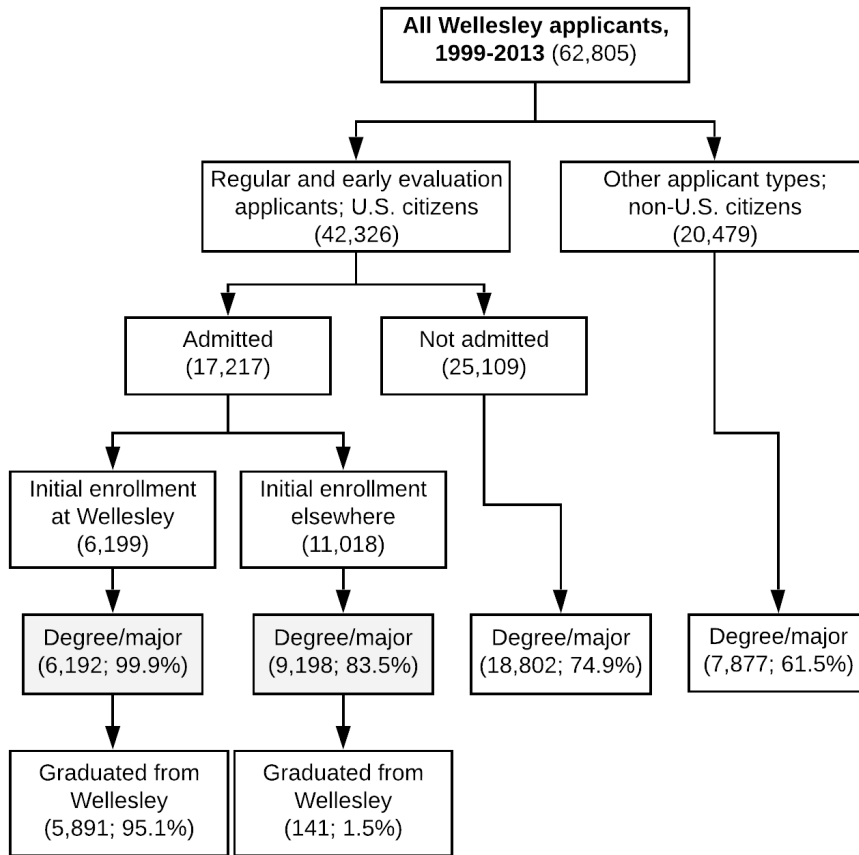 All Wellesley applicants,
1999-2013 (62,805)
Regular and early evaluation
applicants; U.S. citizens
(42,326)
Other applicant types;
non-U.S. citizens
(20,479)
Admitted
(17,217)
Not admitted
(25,109)
Initial enrollment
at Wellesley
(6,199)
Initial enrollment
elsewhere
(11,018)
Degree/major
(6,192; 99.9%)
Degree/major
(9,198; 83.5%)
Degree/major
(18,802; 74.9%)
Degree/major
(7,877; 61.5%)
Graduated from
Wellesley
(5,891; 95.1%)
Graduated from
Wellesley
(141; 1.5%)